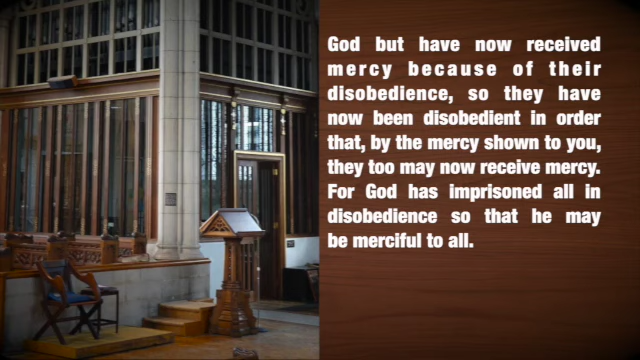 God but have now received
mercy because of their
disobedience, so they have
now been disobedient in order
that, by the mercy shown to you,
they too may now receive mercy.
For God has imprisoned all in
disobedience so that he may
be merciful to all.